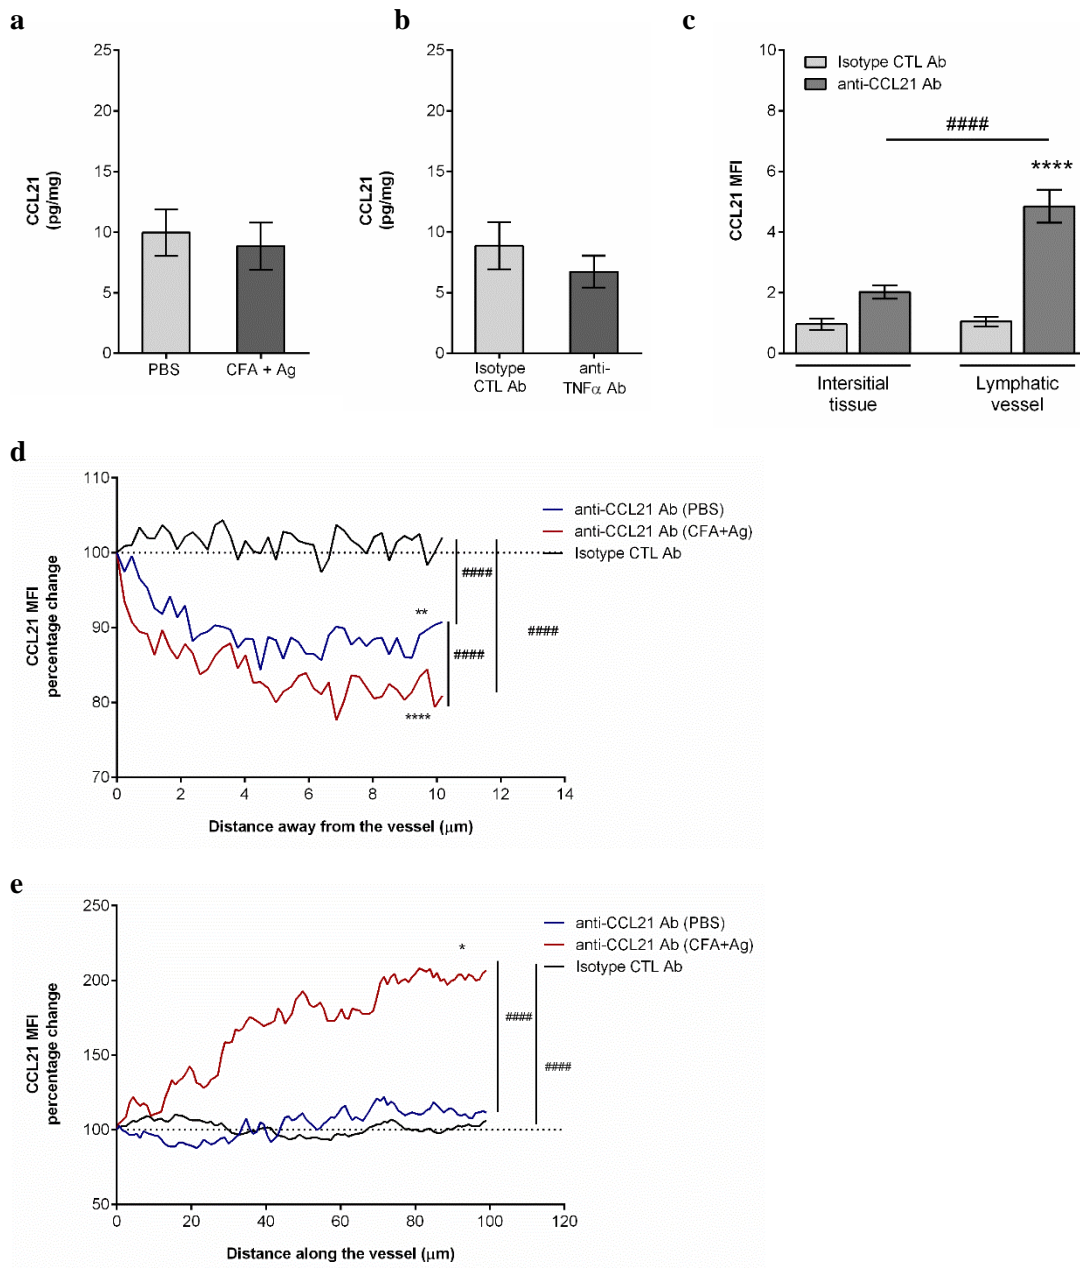 a
25
20
15
10
5
0
CCL21
(pg/mg)
PBS
CFA + Ag
b
25
20
15
10
5
0
CCL21
(pg/mg)
Isotype
CTL Ab
anti-
TNFα Ab
c
10
8
6
4
2
0
CCL21 MFI
Isotype CTL Ab
anti-CCL21 Ab
####
****
Intersitial
tissue
Lymphatic
vessel
d
110
100
90
80
70
CCL21 MFI
percentage change
anti-CCL21 Ab (PBS)
anti-CCL21 Ab (CFA+Ag)
Isotype CTL Ab
####
**
####
####
****
0 2 4 6 8 10 12 14
Distance away from the vessel (μm)
e
250
200
150
100
50
CCL21 MFI
percentage change
anti-CCL21 Ab (PBS)
anti-CCL21 Ab (CFA+Ag)
Isotype CTL Ab
*
####
####
0 20 40 60 80 100 120
Distance along the vessel (μm)